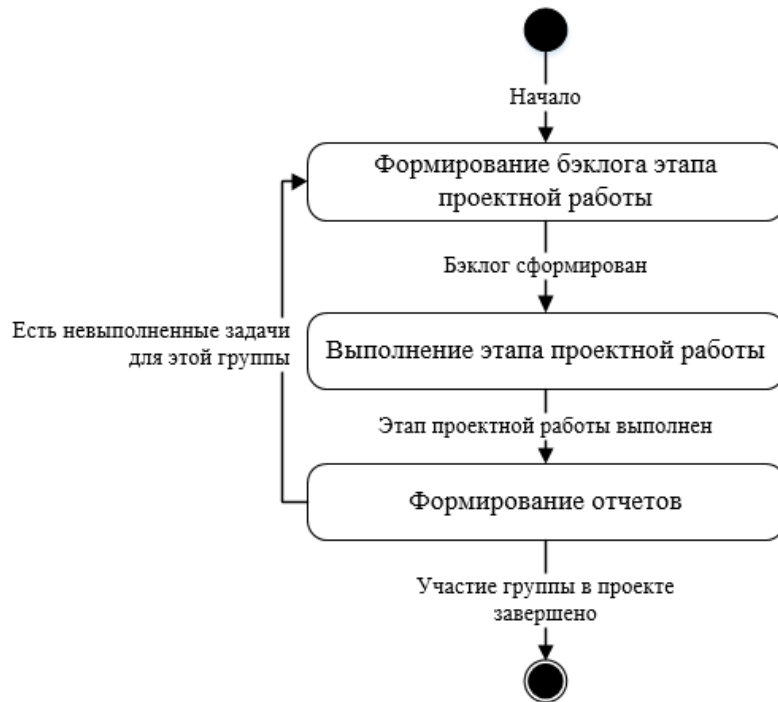 Начало
Формирование бэклога этапа
проектной работы
Бэклог сформирован
Есть невыполненные задачи
для этой группы
Выполнение этапа проектной работы
Этап проектной работы выполнен
Формирование отчетов
Участие группы в проекте
завершено